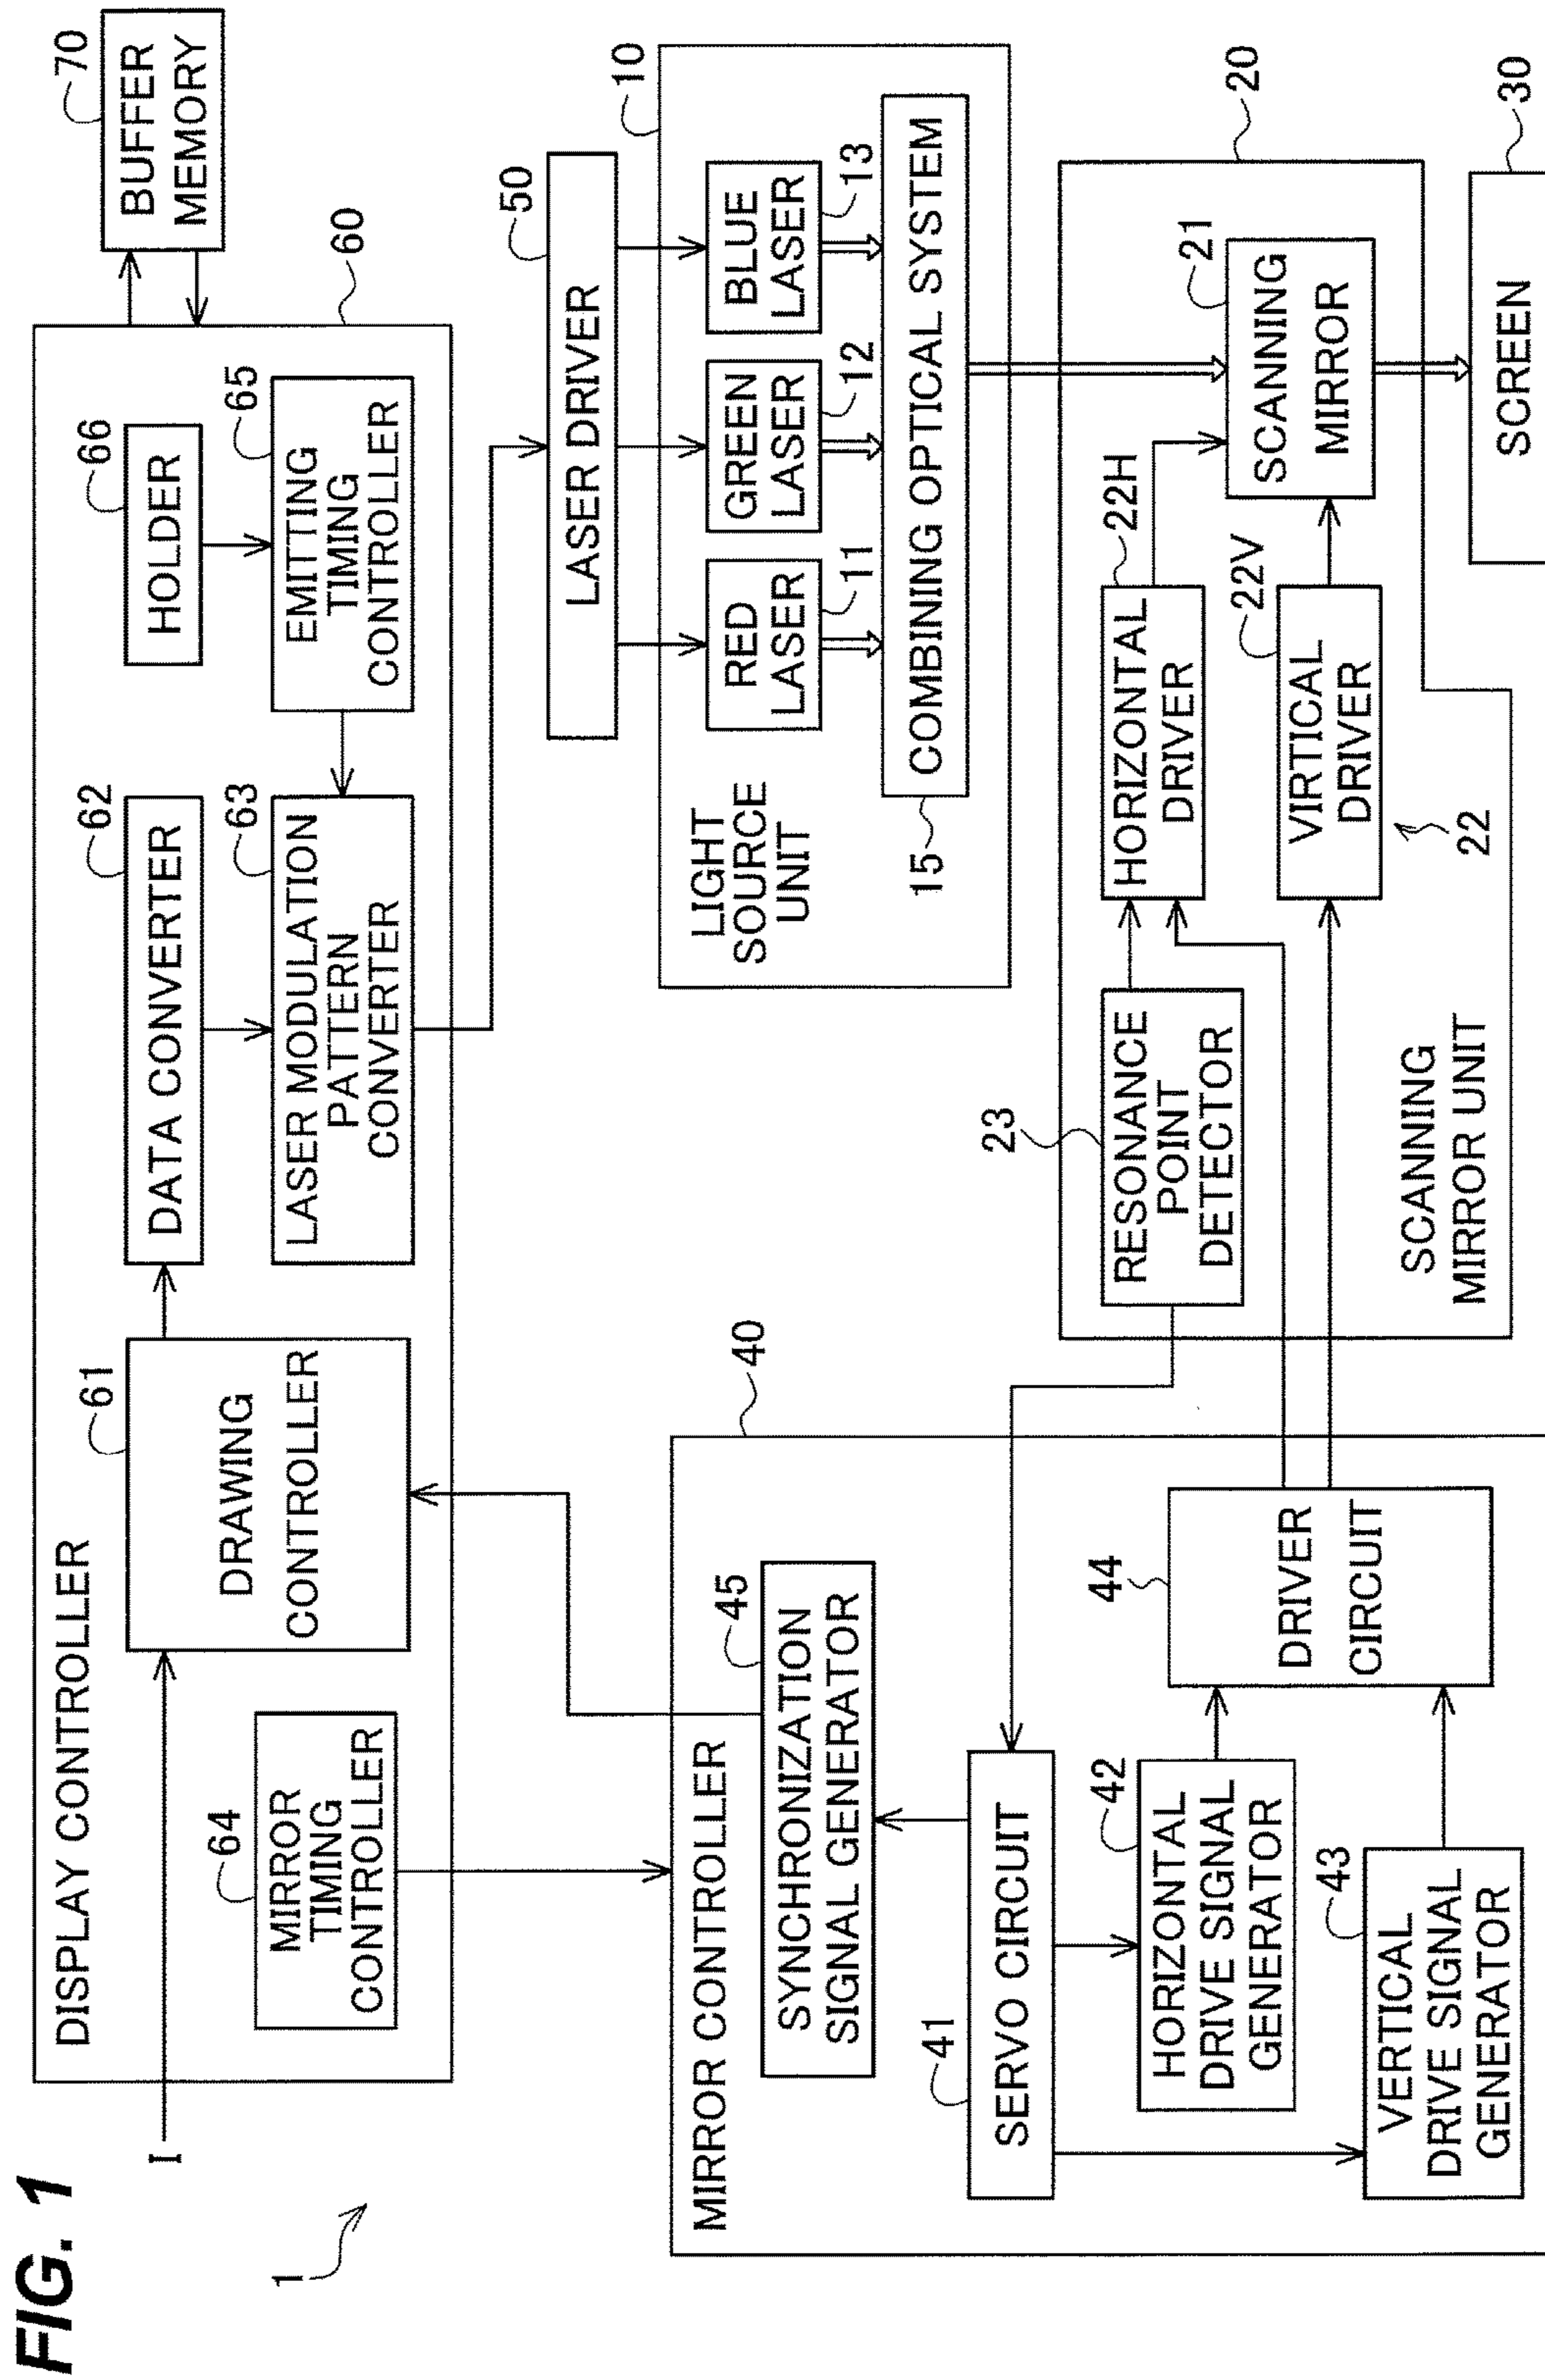 FIG. 1
1
I
DISPLAY CONTROLLER
60
70
BUFFER
MEMORY
61
DRAWING
CONTROLLER
62
DATA CONVERTER
66
HOLDER
64
MIRROR
TIMING
CONTROLLER
63
LASER MODULATION
PATTERN
CONVERTER
65
EMITTING
TIMING
CONTROLLER
50
LASER DRIVER
10
LIGHT
SOURCE
UNIT
RED
LASER
11
GREEN
LASER
12
BLUE
LASER
13
15
COMBINING OPTICAL SYSTEM
40
MIRROR CONTROLLER
45
SYNCHRONIZATION
SIGNAL GENERATOR
41
SERVO CIRCUIT
42
HORIZONTAL
DRIVE SIGNAL
GENERATOR
43
VERTICAL
DRIVE SIGNAL
GENERATOR
44
DRIVER
CIRCUIT
20
23
RESONANCE
POINT
DETECTOR
22H
HORIZONTAL
DRIVER
22V
VIRTICAL
DRIVER
22
21
SCANNING
MIRROR
SCANNING
MIRROR UNIT
30
SCREEN